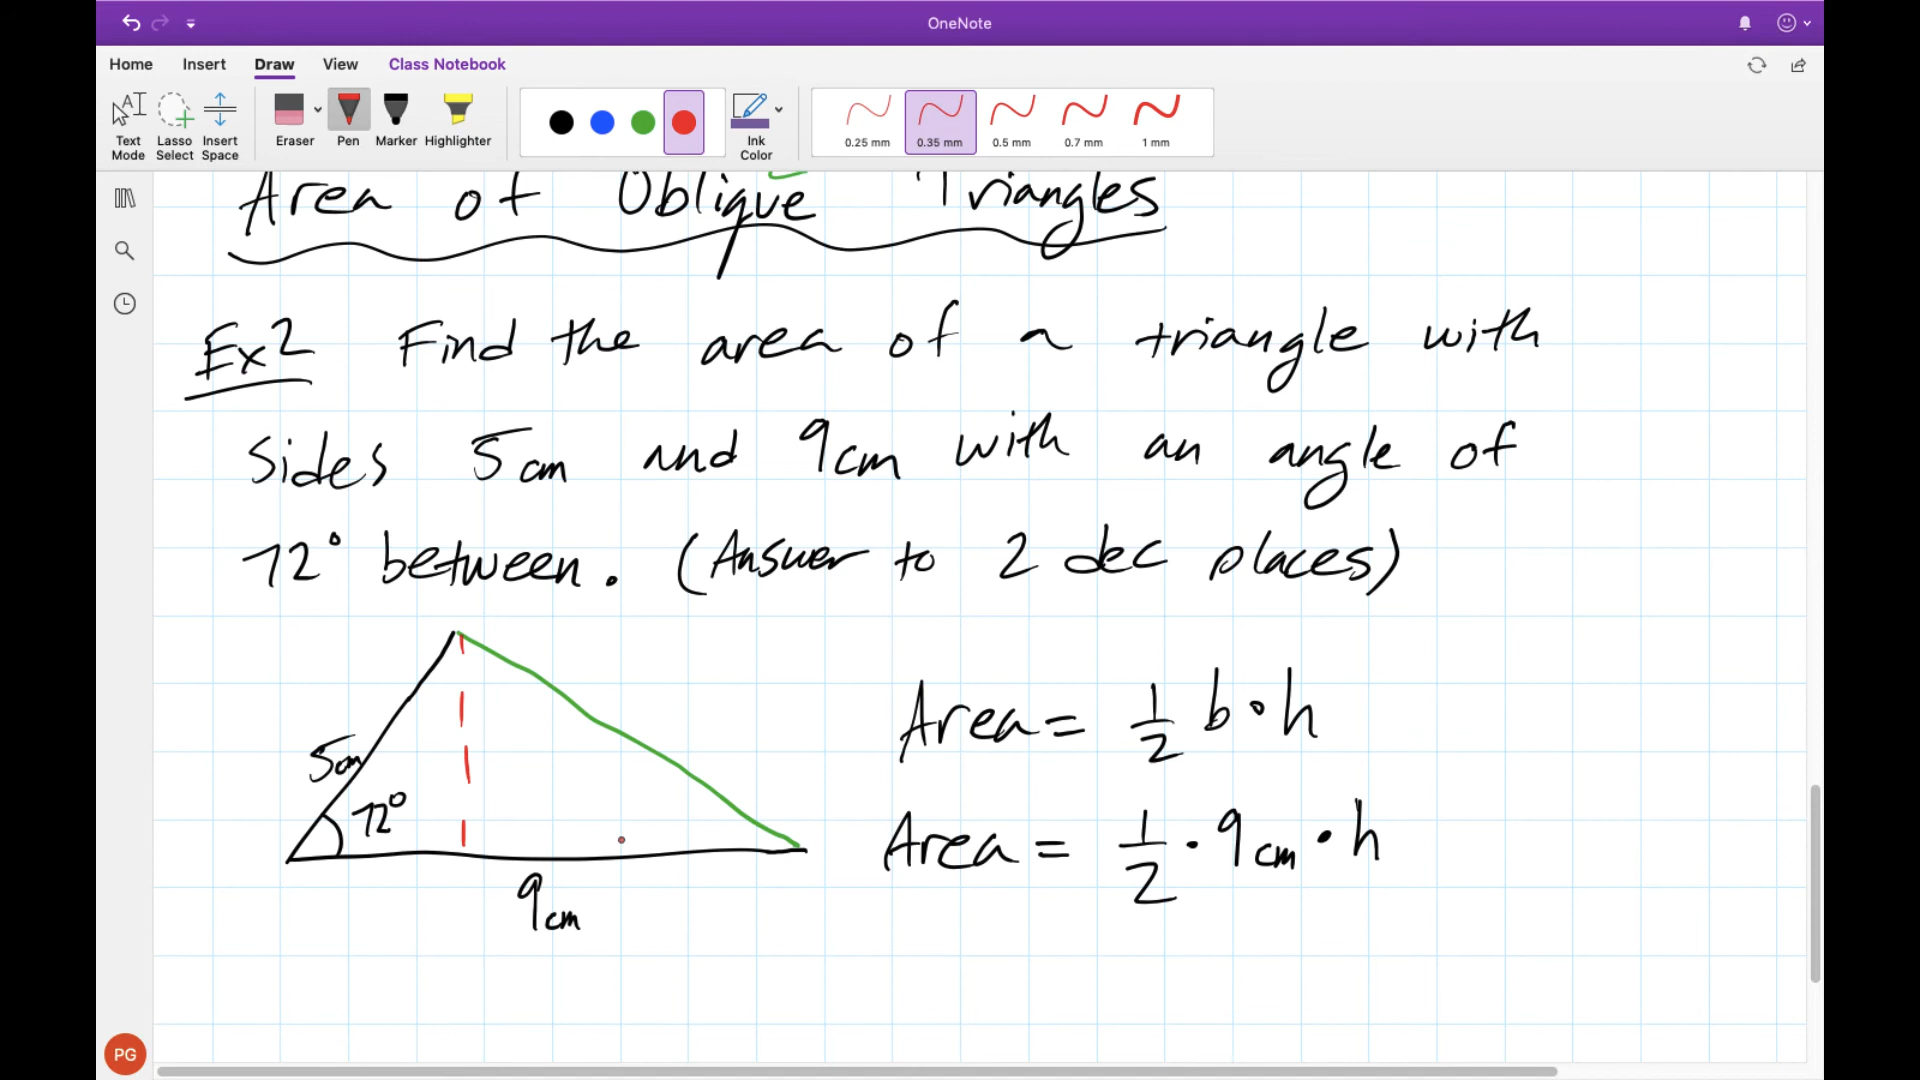 OneNote
Home Insert Draw View Class Notebook
Text Mode
Lasso Select
Insert Space
Eraser
Pen
Marker
Highlighter
Ink Color
0.25 mm
0.35 mm
0.5 mm
0.7 mm
1 mm
Area of Oblique Triangles
Ex2 Find the area of a triangle with
sides 5cm and 9cm with an angle of
72° between. (Answer to 2 dec places)
5cm
72°
9cm
Area = 1/2 b · h
Area = 1/2 · 9cm · h
PG